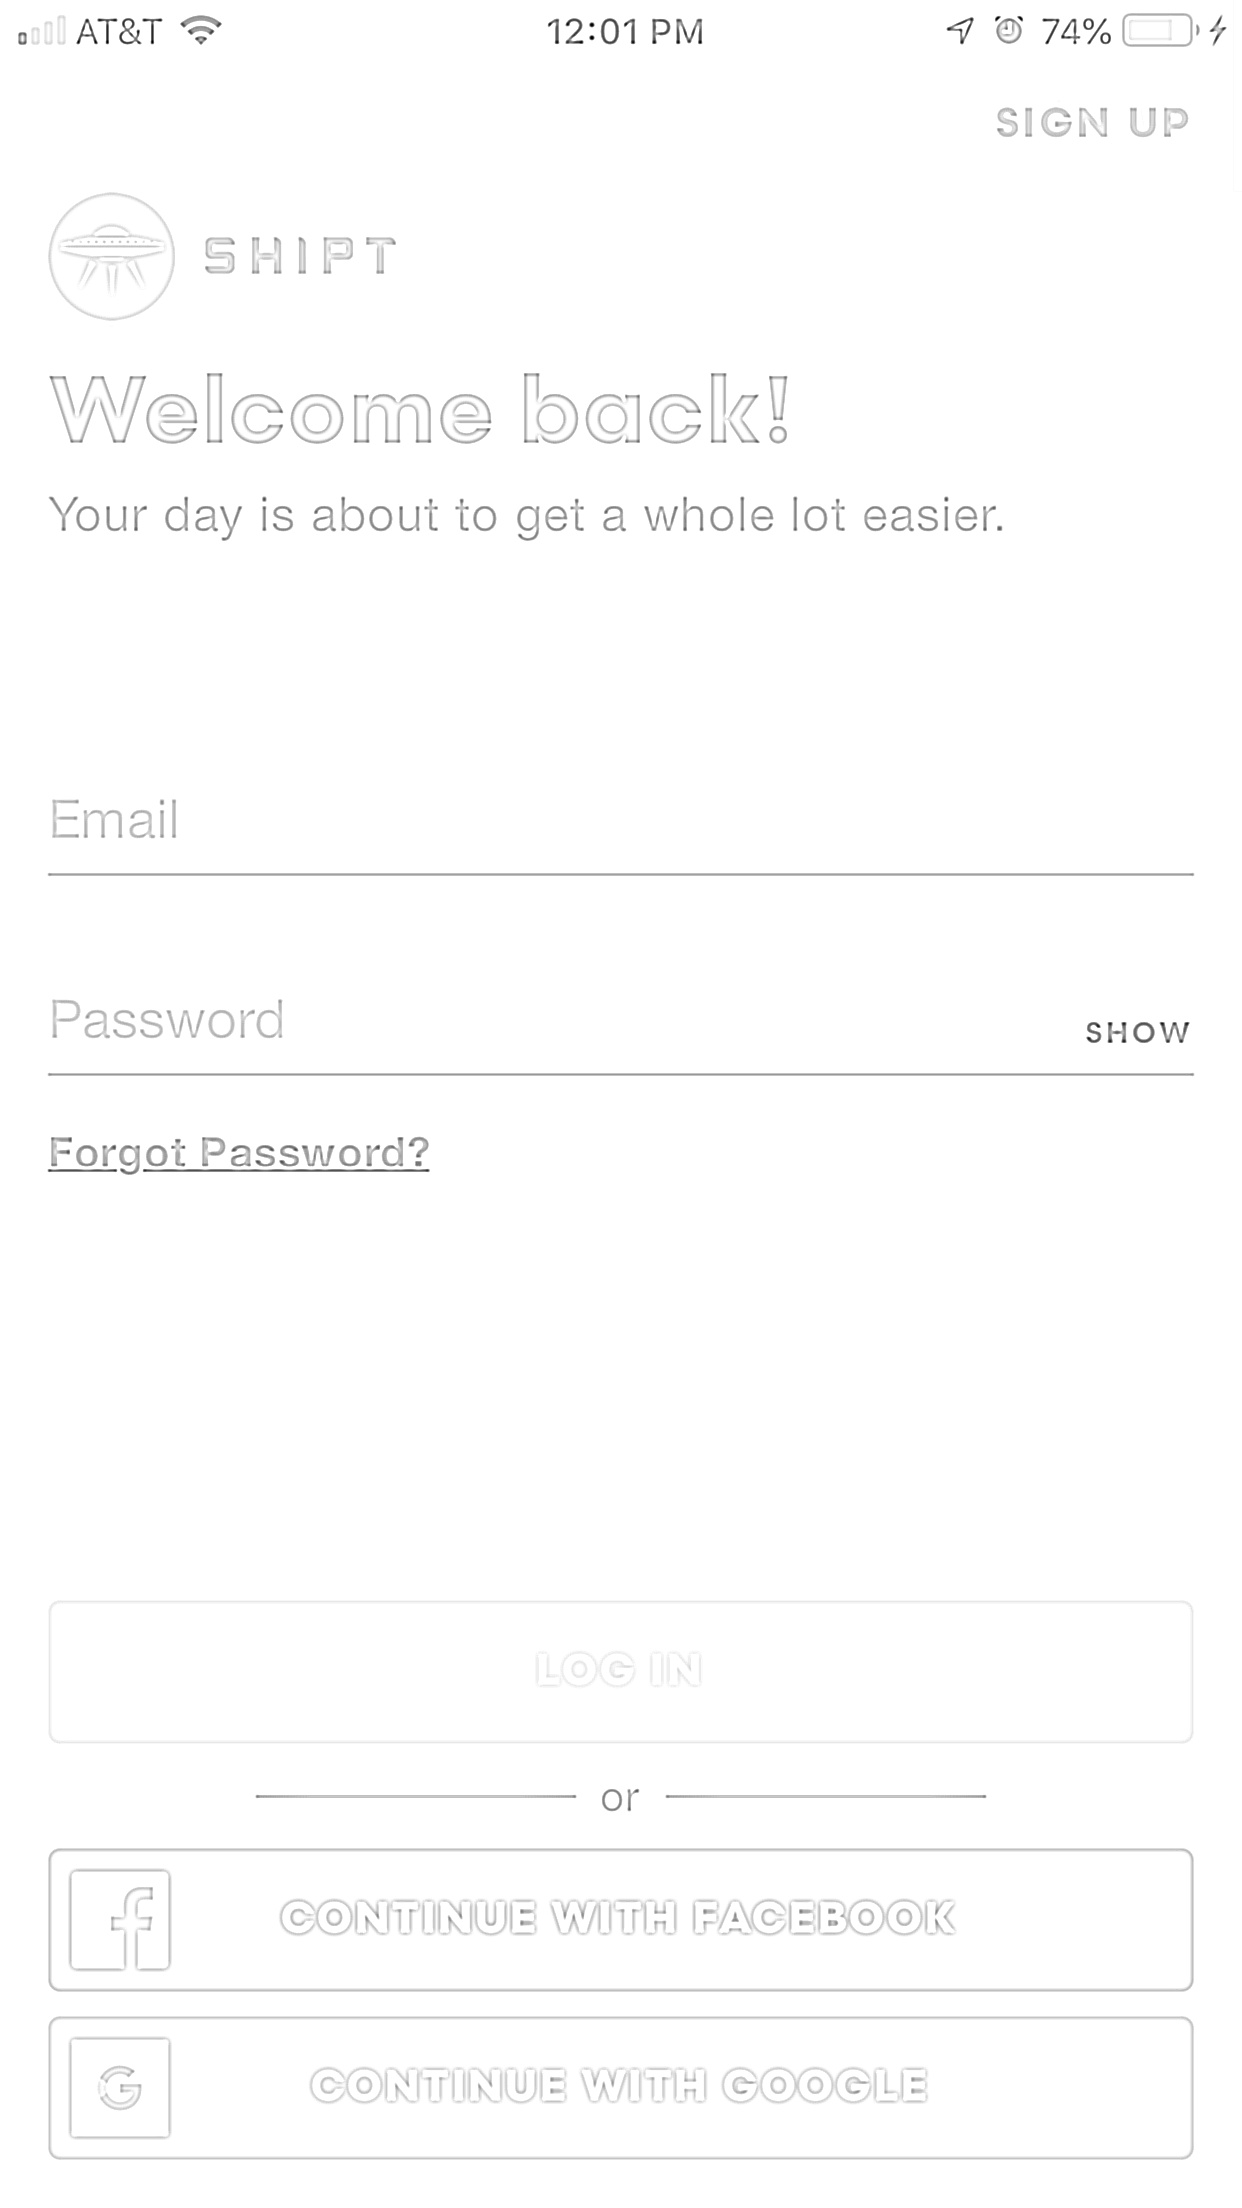 AT&T 12:01 PM 74%
SIGN UP
SHIPT
Welcome back!
Your day is about to get a whole lot easier.
Email
Password SHOW
Forgot Password?
LOG IN
or
CONTINUE WITH FACEBOOK
G CONTINUE WITH GOOGLE